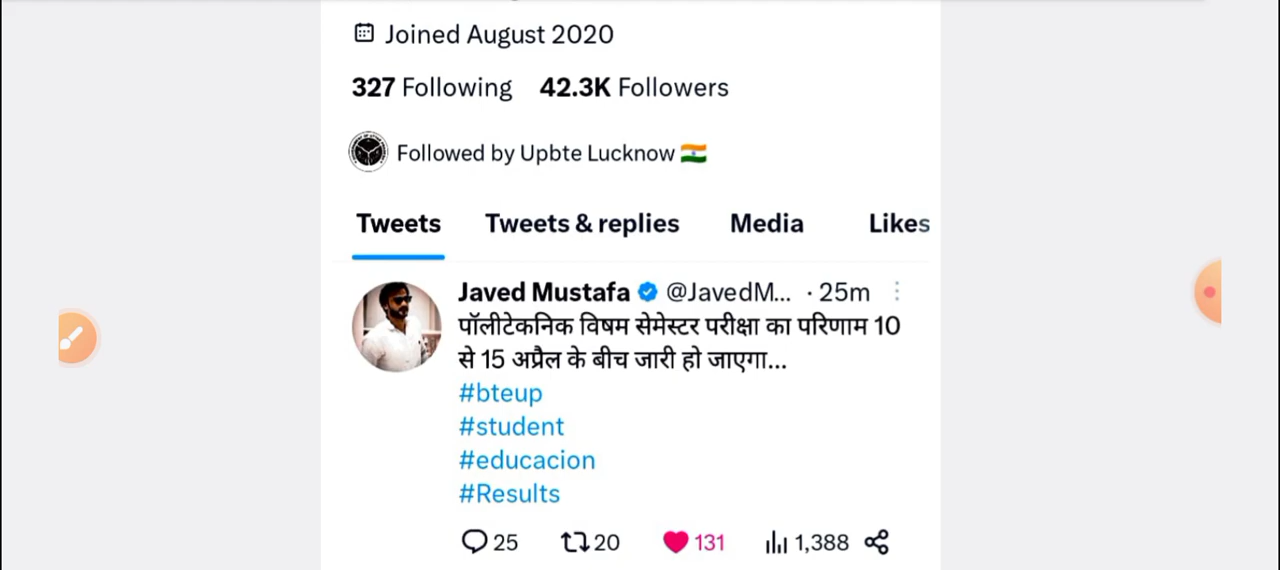 Joined August 2020
327 Following 42.3K Followers
Followed by Upbte Lucknow 🇮🇳
Tweets Tweets & replies Media Likes
Javed Mustafa @JavedM... · 25m
पॉलीटेकनिक विषम सेमेस्टर परीक्षा का परिणाम 10
से 15 अप्रैल के बीच जारी हो जाएगा...
#bteup
#student
#educacion
#Results
25 20 131 1,388